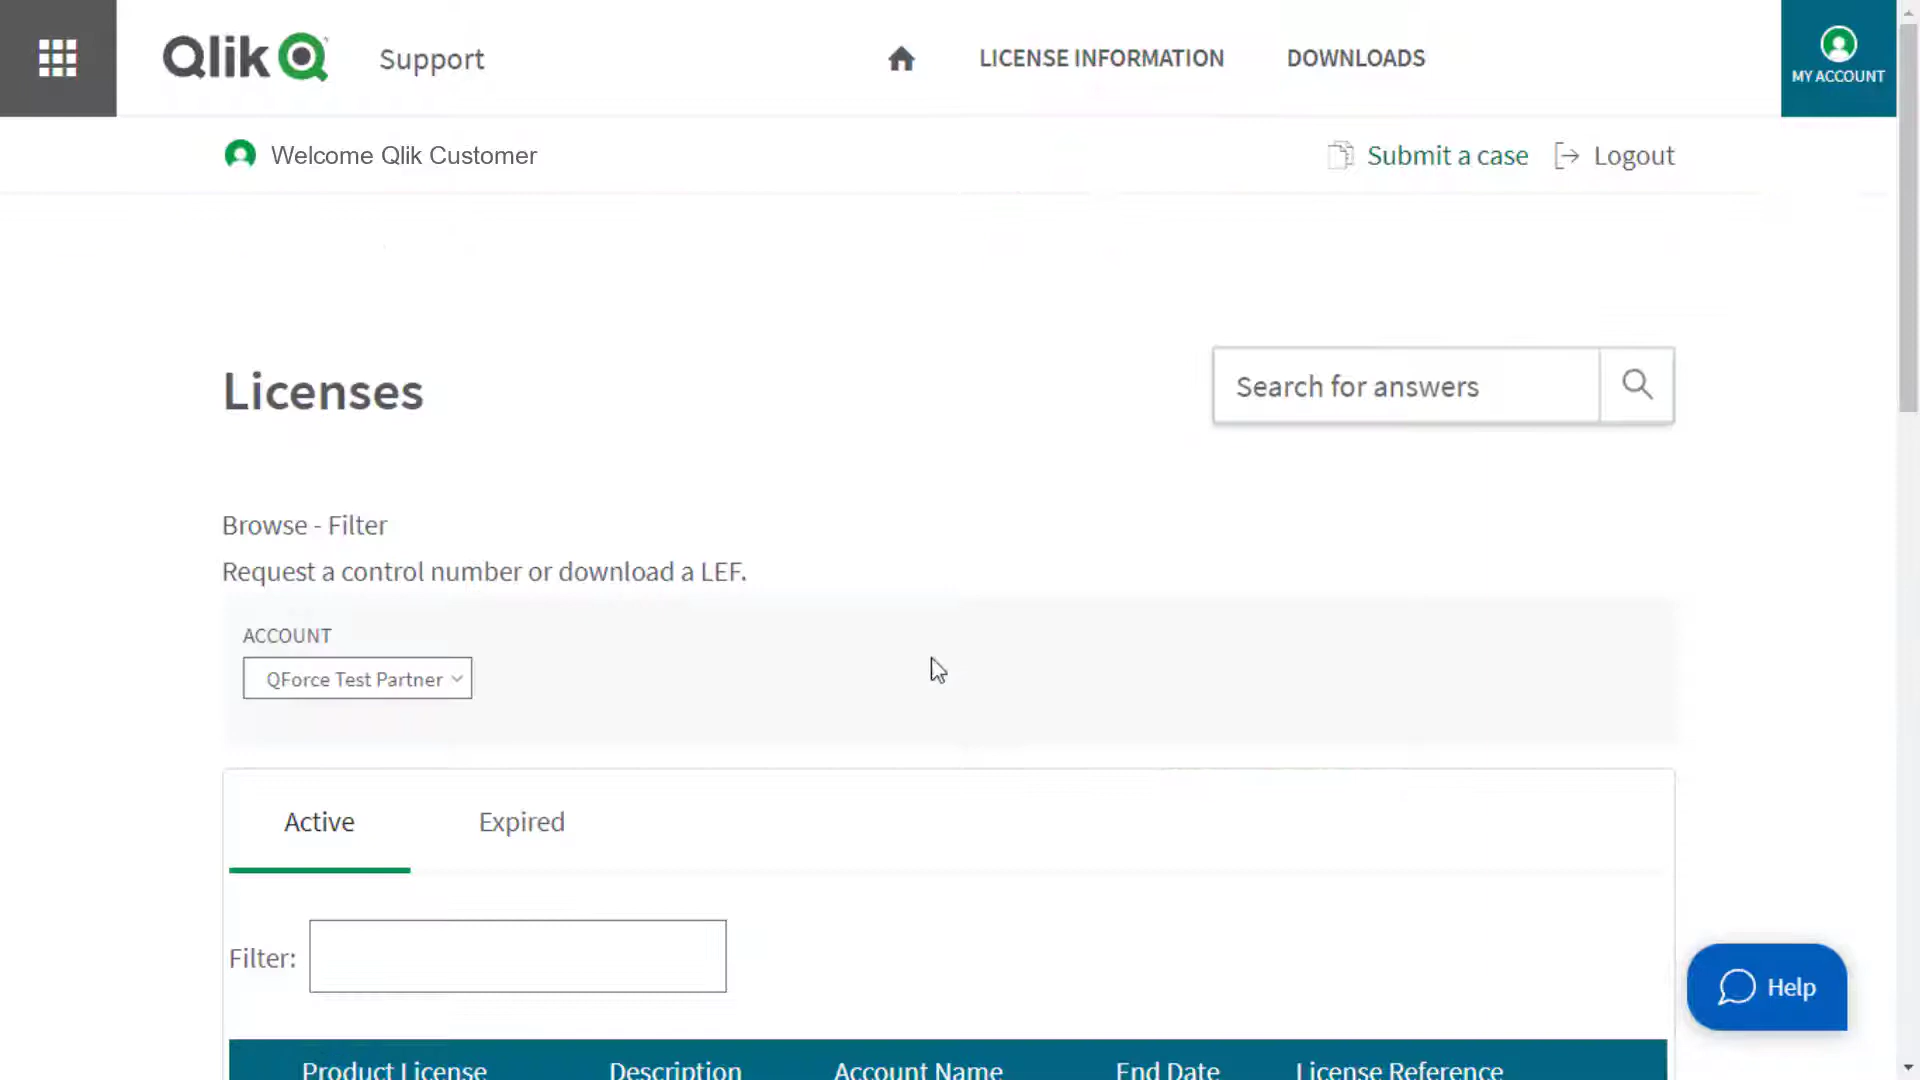 Qlik Support LICENSE INFORMATION DOWNLOADS MY ACCOUNT
Welcome Qlik Customer Submit a case Logout
Licenses Search for answers
Browse - Filter
Request a control number or download a LEF.
ACCOUNT
QForce Test Partner
Active Expired
Filter:
Help
Product License Description Account Name End Date License Reference